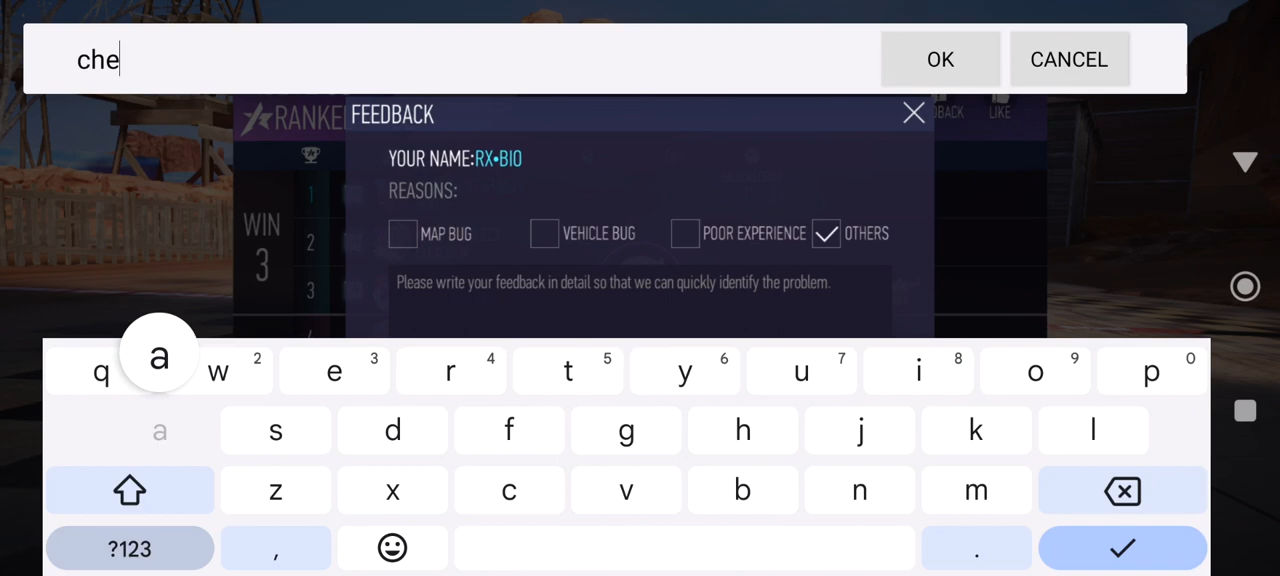 che
OK
CANCEL
RANKE
FEEDBACK
DBACK
LIKE
YOUR NAME:RX•BIO
REASONS:
MAP BUG
VEHICLE BUG
POOR EXPERIENCE
OTHERS
WIN
3
1
2
3
Please write your feedback in detail so that we can quickly identify the problem.
a
q w 2 e 3 r 4 t 5 y 6 u 7 i 8 o 9 p 0
a s d f g h j k l
z x c v b n m
?123 , .